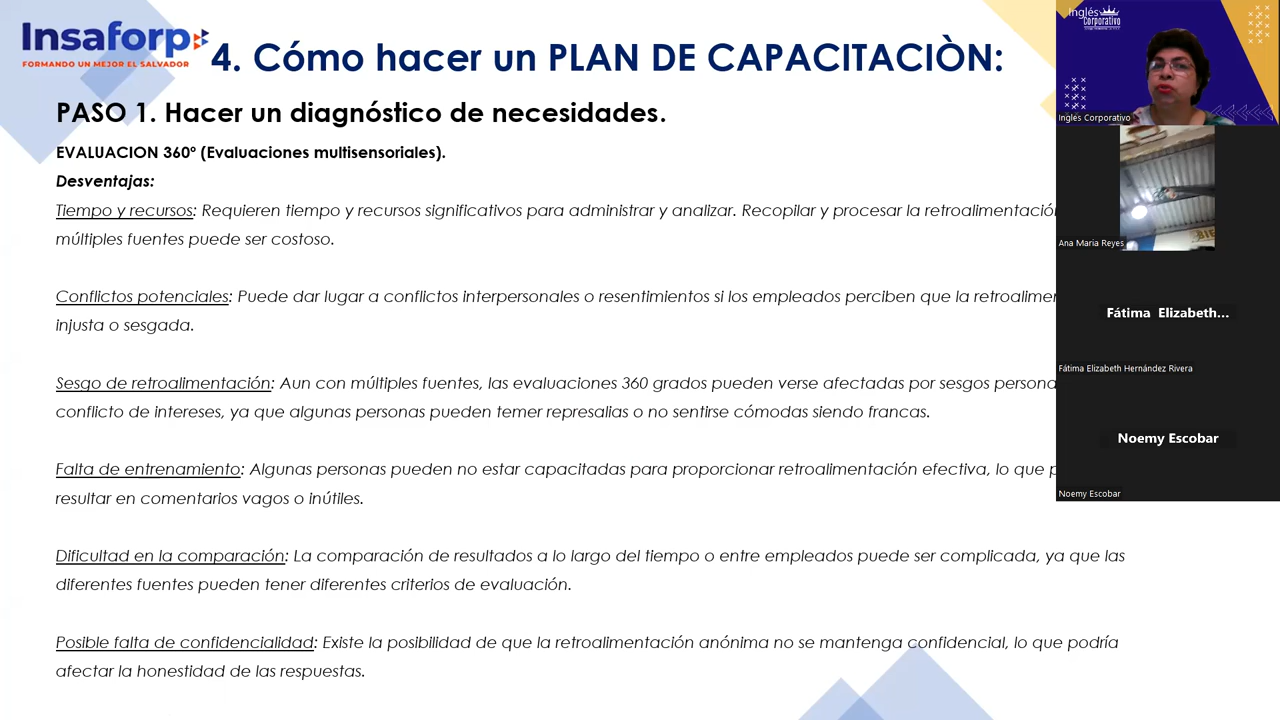 Insaforp
FORMANDO UN MEJOR EL SALVADOR
4. Cómo hacer un PLAN DE CAPACITACIÒN:
PASO 1. Hacer un diagnóstico de necesidades.
EVALUACION 360º (Evaluaciones multisensoriales).
Desventajas:
Tiempo y recursos: Requieren tiempo y recursos significativos para administrar y analizar. Recopilar y procesar la retroalimentación
múltiples fuentes puede ser costoso.
Conflictos potenciales: Puede dar lugar a conflictos interpersonales o resentimientos si los empleados perciben que la
injusta o sesgada.
Sesgo de retroalimentación: Aun con múltiples fuentes, las evaluaciones 360 grados pueden verse afectadas por sesgos
conflicto de intereses, ya que algunas personas pueden temer represalias o no sentirse cómodas siendo francas.
Falta de entrenamiento: Algunas personas pueden no estar capacitadas para proporcionar retroalimentación efectiva, lo que
resultar en comentarios vagos o inútiles.
Dificultad en la comparación: La comparación de resultados a lo largo del tiempo o entre empleados puede ser complicada, ya que las
diferentes fuentes pueden tener diferentes criterios de evaluación.
Posible falta de confidencialidad: Existe la posibilidad de que la retroalimentación anónima no se mantenga confidencial, lo que podría
afectar la honestidad de las respuestas.
Inglés
Corporativo
Inglés Corporativo
Ana Maria Reyes
Fátima Elizabeth...
Fátima Elizabeth Hernández Rivera
Noemy Escobar
Noemy Escobar